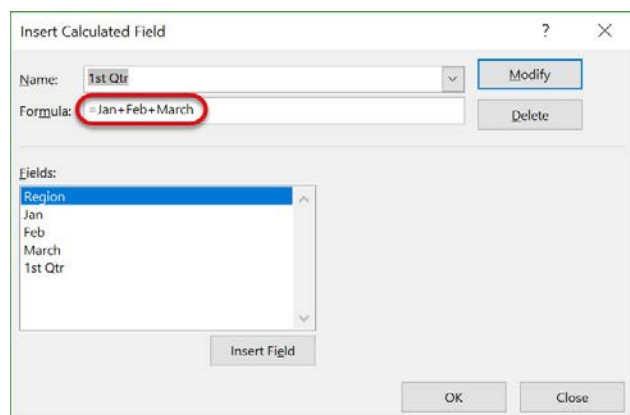 Insert Calculated Field ? ×
Name: 1st Qtr Modify
Formula: =Jan+Feb+March Delete
Fields:
Region
Jan
Feb
March
1st Qtr
Insert Field
OK Close